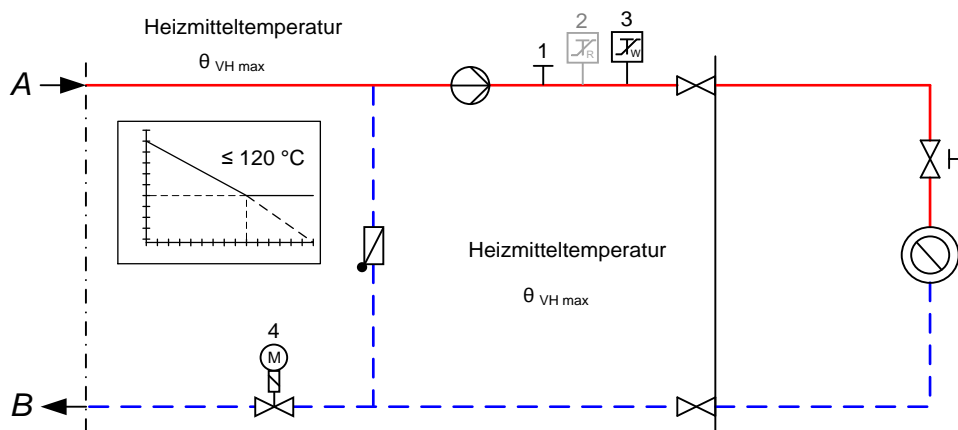 Heizmitteltemperatur
θ VH max
1
2
3
R
W
A
≤ 120 °C
Heizmitteltemperatur
θ VH max
4
M
B